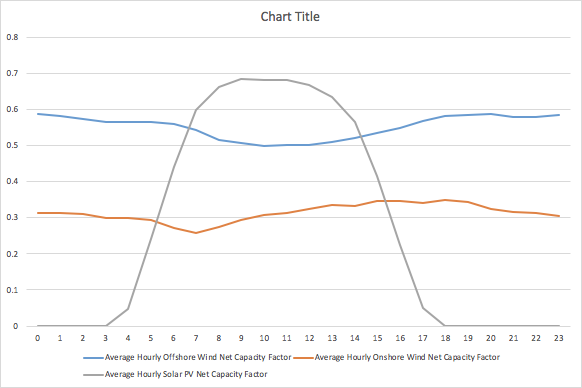 Chart Title
0.8
0.7
0.6
0.5
0.4
0.3
0.2
0.1
0
0 1 2 3 4 5 6 7 8 9 10 11 12 13 14 15 16 17 18 19 20 21 22 23
Average Hourly Offshore Wind Net Capacity Factor Average Hourly Onshore Wind Net Capacity Factor
Average Hourly Solar PV Net Capacity Factor